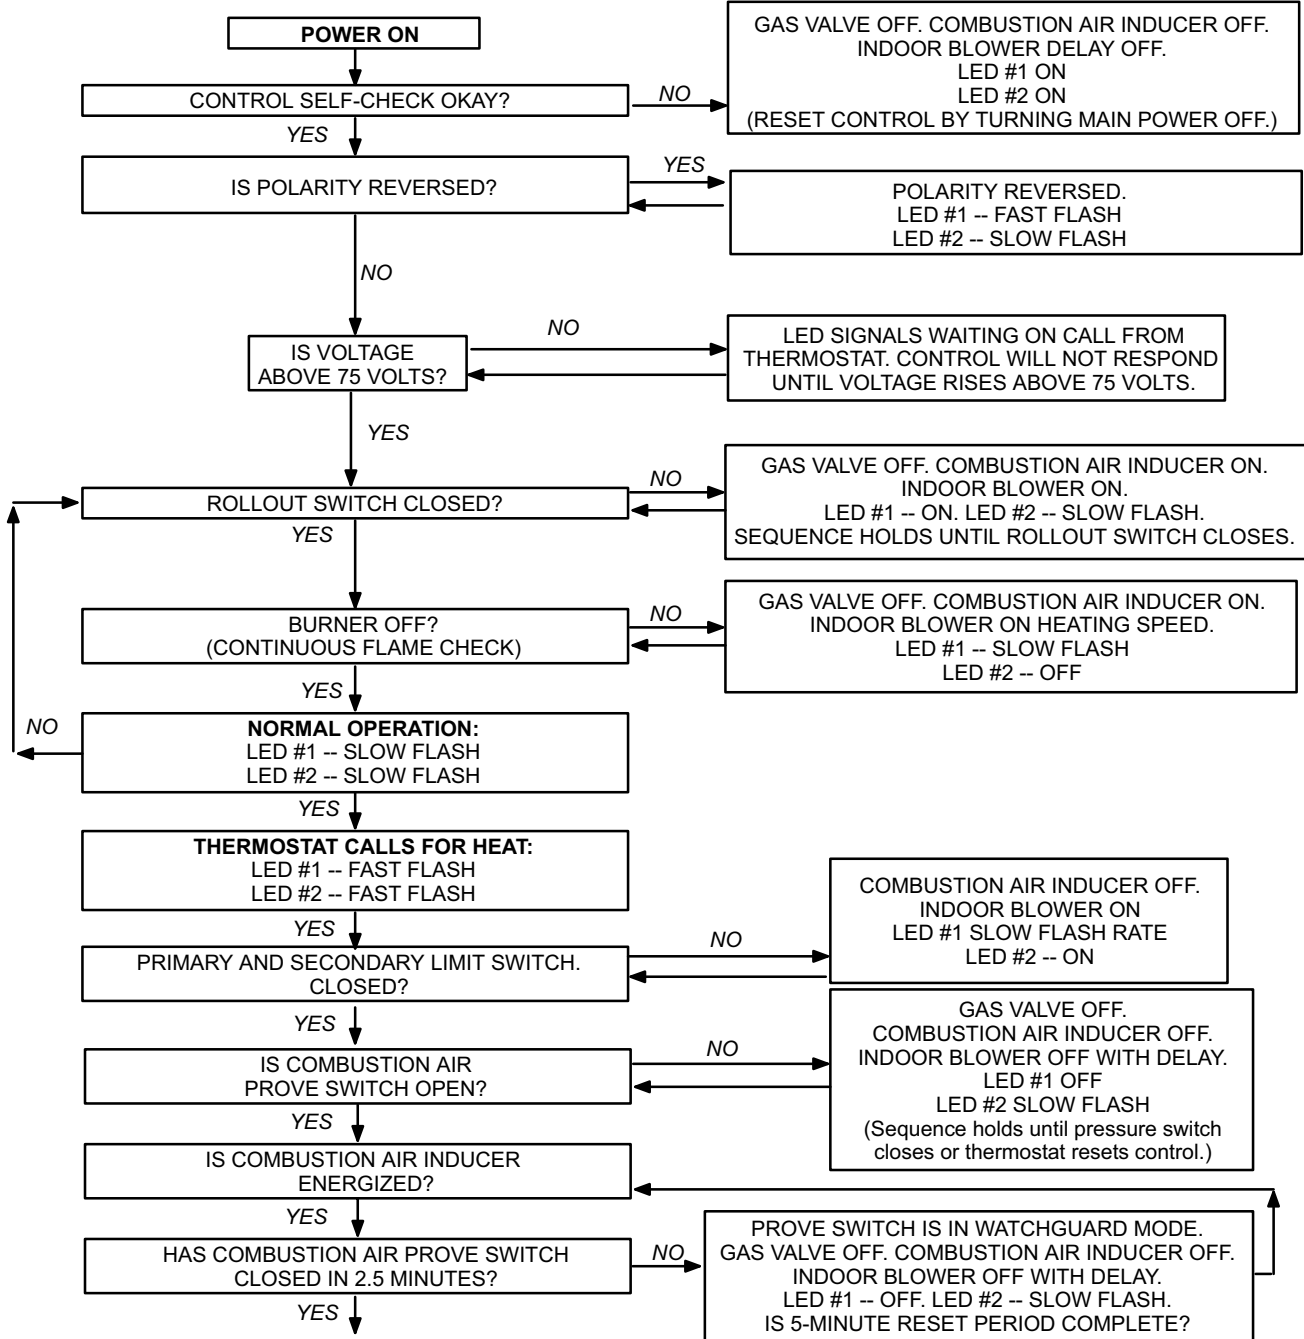 POWER ON
GAS VALVE OFF. COMBUSTION AIR INDUCER OFF.
INDOOR BLOWER DELAY OFF.
LED #1 ON
LED #2 ON
(RESET CONTROL BY TURNING MAIN POWER OFF.)
CONTROL SELF-CHECK OKAY?
NO
YES
IS POLARITY REVERSED?
YES
POLARITY REVERSED.
LED #1 -- FAST FLASH
LED #2 -- SLOW FLASH
NO
IS VOLTAGE
ABOVE 75 VOLTS?
NO
LED SIGNALS WAITING ON CALL FROM
THERMOSTAT. CONTROL WILL NOT RESPOND
UNTIL VOLTAGE RISES ABOVE 75 VOLTS.
YES
ROLLOUT SWITCH CLOSED?
NO
GAS VALVE OFF. COMBUSTION AIR INDUCER ON.
INDOOR BLOWER ON.
LED #1 -- ON. LED #2 -- SLOW FLASH.
SEQUENCE HOLDS UNTIL ROLLOUT SWITCH CLOSES.
YES
BURNER OFF?
(CONTINUOUS FLAME CHECK)
NO
GAS VALVE OFF. COMBUSTION AIR INDUCER ON.
INDOOR BLOWER ON HEATING SPEED.
LED #1 -- SLOW FLASH
LED #2 -- OFF
YES
NO
NORMAL OPERATION:
LED #1 -- SLOW FLASH
LED #2 -- SLOW FLASH
YES
THERMOSTAT CALLS FOR HEAT:
LED #1 -- FAST FLASH
LED #2 -- FAST FLASH
YES
PRIMARY AND SECONDARY LIMIT SWITCH.
CLOSED?
NO
COMBUSTION AIR INDUCER OFF.
INDOOR BLOWER ON
LED #1 SLOW FLASH RATE
LED #2 -- ON
YES
IS COMBUSTION AIR
PROVE SWITCH OPEN?
NO
GAS VALVE OFF.
COMBUSTION AIR INDUCER OFF.
INDOOR BLOWER OFF WITH DELAY.
LED #1 OFF
LED #2 SLOW FLASH
(Sequence holds until pressure switch
closes or thermostat resets control.)
YES
IS COMBUSTION AIR INDUCER
ENERGIZED?
YES
HAS COMBUSTION AIR PROVE SWITCH
CLOSED IN 2.5 MINUTES?
NO
PROVE SWITCH IS IN WATCHGUARD MODE.
GAS VALVE OFF. COMBUSTION AIR INDUCER OFF.
INDOOR BLOWER OFF WITH DELAY.
LED #1 -- OFF. LED #2 -- SLOW FLASH.
IS 5-MINUTE RESET PERIOD COMPLETE?
YES